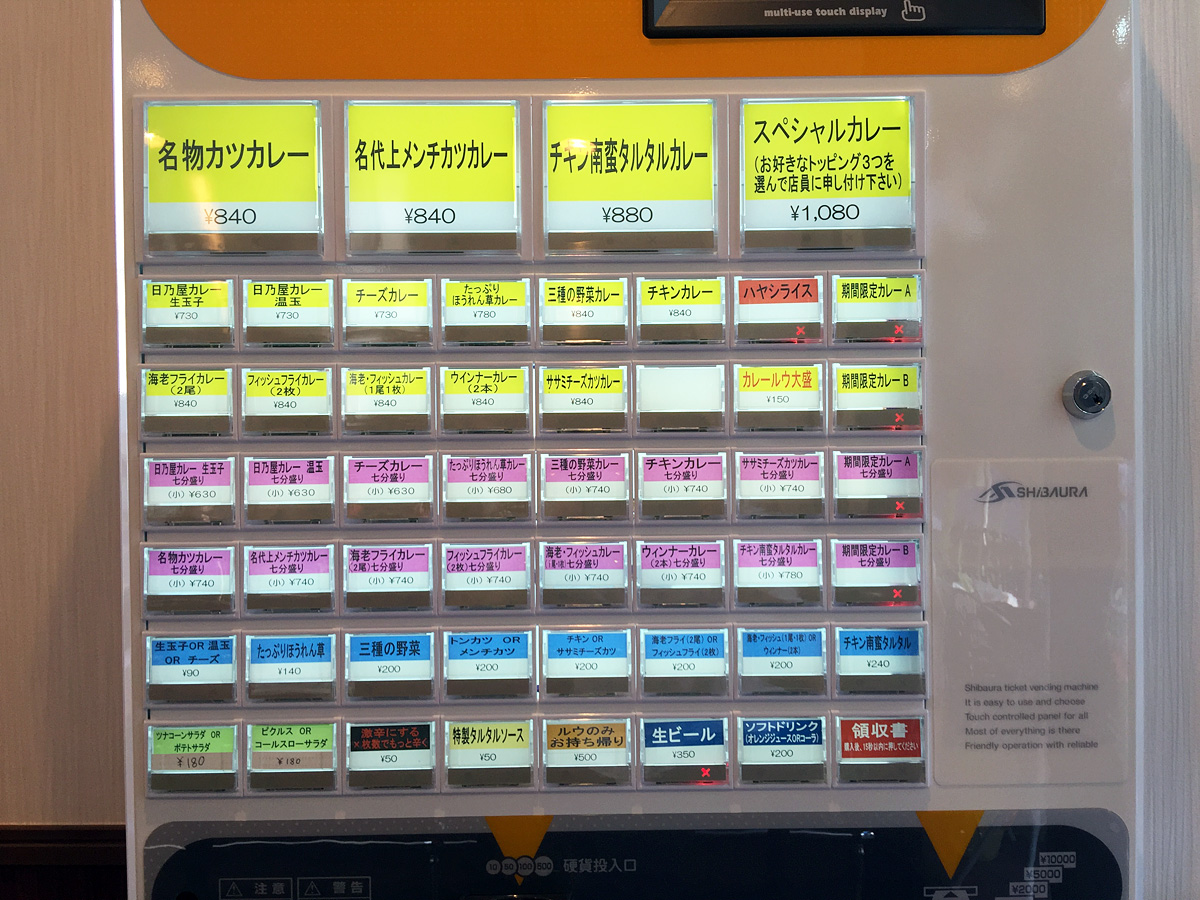 multi-use touch display
名物カツカレー
¥840
名代上メンチカツカレー
¥840
チキン南蛮タルタルカレー
¥880
スペシャルカレー
(お好きなトッピング3つを
選んで店員に申し付け下さい)
¥1,080
日乃屋カレー
生玉子
¥730
日乃屋カレー
温玉
¥730
チーズカレー
¥730
たっぷり
ほうれん草カレー
¥780
三種の野菜カレー
¥840
チキンカレー
¥840
ハヤシライス
×
期間限定カレー A
×
海老フライカレー
(2尾)
¥840
フィッシュフライカレー
(2枚)
¥840
海老・フィッシュカレー
(1尾1枚)
¥840
ウインナーカレー
(2本)
¥840
ササミチーズカツカレー
¥840
カレールウ大盛
¥150
期間限定カレー B
×
日乃屋カレー 生玉子
七分盛り
(小) ¥630
日乃屋カレー 温玉
七分盛り
(小) ¥630
チーズカレー
七分盛り
(小) ¥630
たっぷりほうれん草カレー
七分盛り
(小) ¥680
三種の野菜カレー
七分盛り
(小) ¥740
チキンカレー
七分盛り
(小) ¥740
ササミチーズカツカレー
七分盛り
(小) ¥740
期間限定カレー A
七分盛り
×
名物カツカレー
七分盛り
(小) ¥740
名代上メンチカツカレー
七分盛り
(小) ¥740
海老フライカレー
(2尾)七分盛り
(小) ¥740
フィッシュフライカレー
(2枚)七分盛り
(小) ¥740
海老・フィッシュカレー
(1尾・1枚)七分盛り
(小) ¥740
ウィンナーカレー
(2本)七分盛り
(小) ¥740
チキン南蛮タルタルカレー
七分盛り
(小) ¥780
期間限定カレー B
七分盛り
×
生玉子OR 温玉
OR チーズ
¥90
たっぷりほうれん草
¥140
三種の野菜
¥200
トンカツ OR
メンチカツ
¥200
チキン OR
ササミチーズカツ
¥200
海老フライ(2尾) OR
フィッシュフライ(2枚)
¥200
海老・フィッシュ(1尾・1枚) OR
ウィンナー(2本)
¥200
チキン南蛮タルタル
¥240
ツナコーンサラダ OR
ポテトサラダ
¥180
ピクルス OR
コールスローサラダ
¥180
激辛にする
×枚数でもっと辛く
¥50
特製タルタルソース
¥50
ルウのみ
お持ち帰り
¥500
生ビール
¥350
×
ソフトドリンク
(オレンジジュースORコーラ)
¥200
領収書
購入後、15秒以内に押してください
SHIBAURA
Shibaura ticket vending machine
It is easy to use and choose
Touch controlled panel for all
Most of everything is there
Friendly operation with reliable
10 50 100 500 硬貨投入口
注意
警告
¥10000
¥5000
¥2000